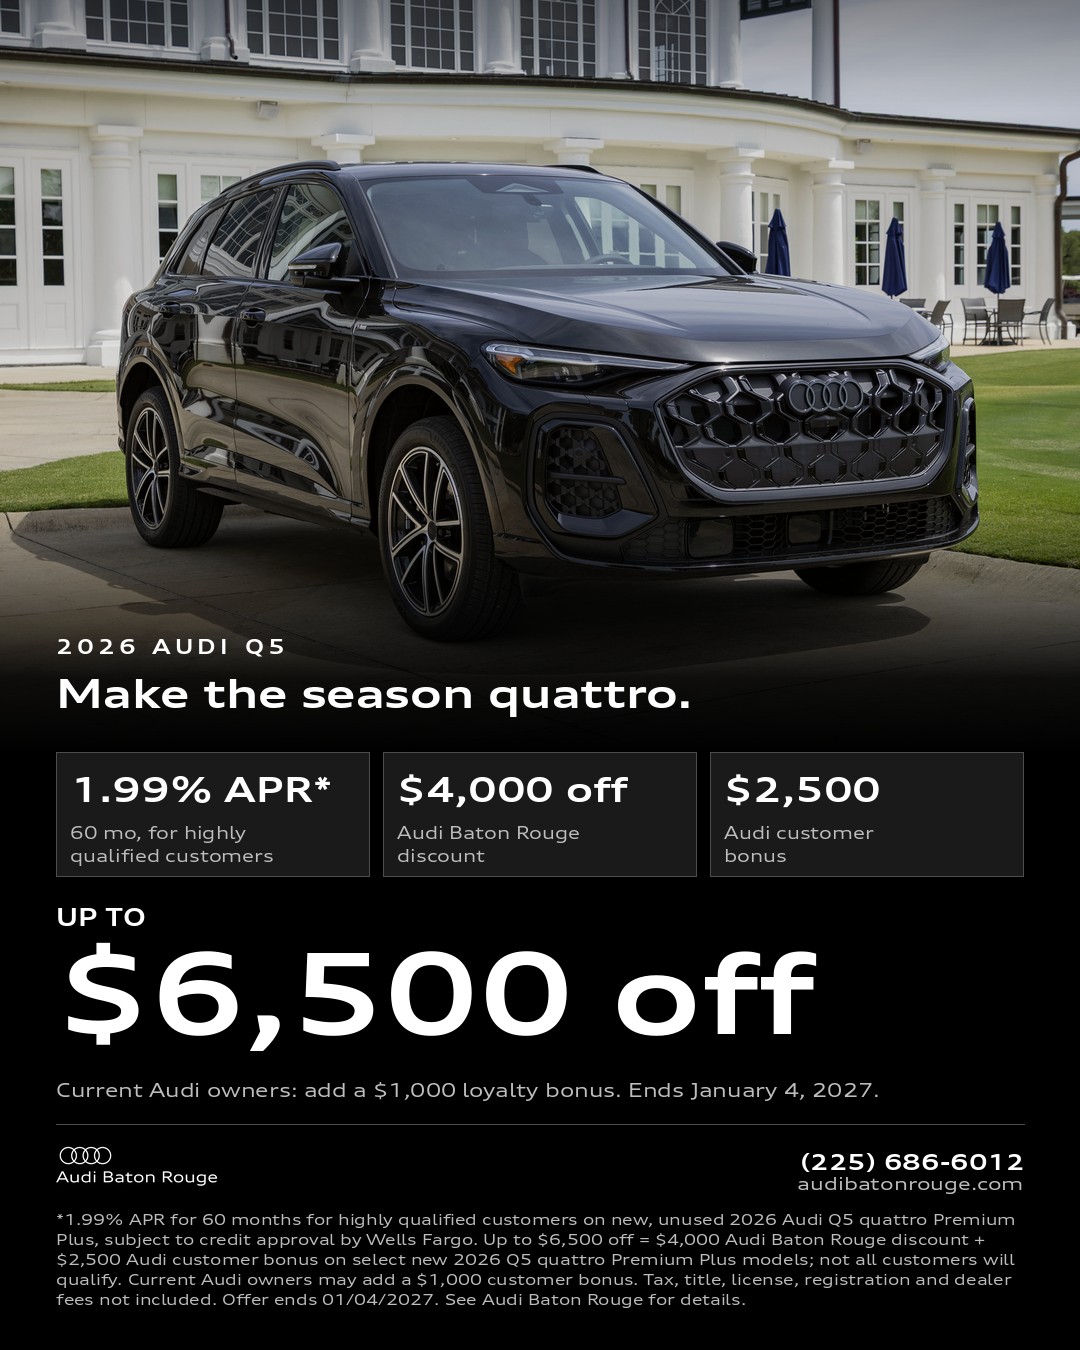 2026 AUDI Q5
Make the season quattro.
1.99% APR*
60 mo, for highly
qualified customers
$4,000 off
Audi Baton Rouge
discount
$2,500
Audi customer
bonus
UP TO
$6,500 off
Current Audi owners: add a $1,000 loyalty bonus. Ends January 4, 2027.
Audi Baton Rouge
(225) 686-6012
audibatonrouge.com
*1.99% APR for 60 months for highly qualified customers on new, unused 2026 Audi Q5 quattro Premium
Plus, subject to credit approval by Wells Fargo. Up to $6,500 off = $4,000 Audi Baton Rouge discount +
$2,500 Audi customer bonus on select new 2026 Q5 quattro Premium Plus models; not all customers will
qualify. Current Audi owners may add a $1,000 customer bonus. Tax, title, license, registration and dealer
fees not included. Offer ends 01/04/2027. See Audi Baton Rouge for details.